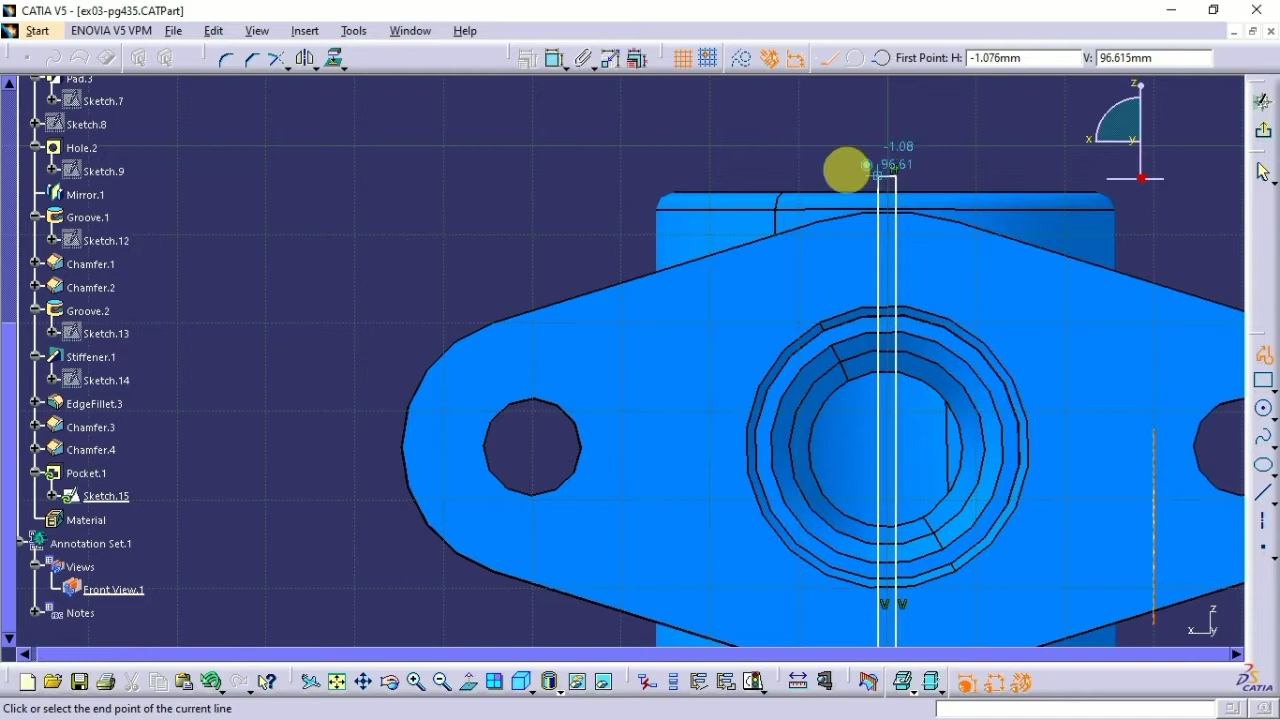 CATIA V5 - [ex03-pg435.CATPart]
Start ENOVIA V5 VPM File Edit View Insert Tools Window Help
First Point: H: -1.076mm V: 96.615mm
Pad.3
Sketch.7
Sketch.8
Hole.2
Sketch.9
Mirror.1
Groove.1
Sketch.12
Chamfer.1
Chamfer.2
Groove.2
Sketch.13
Stiffener.1
Sketch.14
EdgeFillet.3
Chamfer.3
Chamfer.4
Pocket.1
Sketch.15
Material
Annotation Set.1
Views
Front View.1
Notes
-1.08
96.61
V V
z
x y
z
x y
CATIA
Click or select the end point of the current line